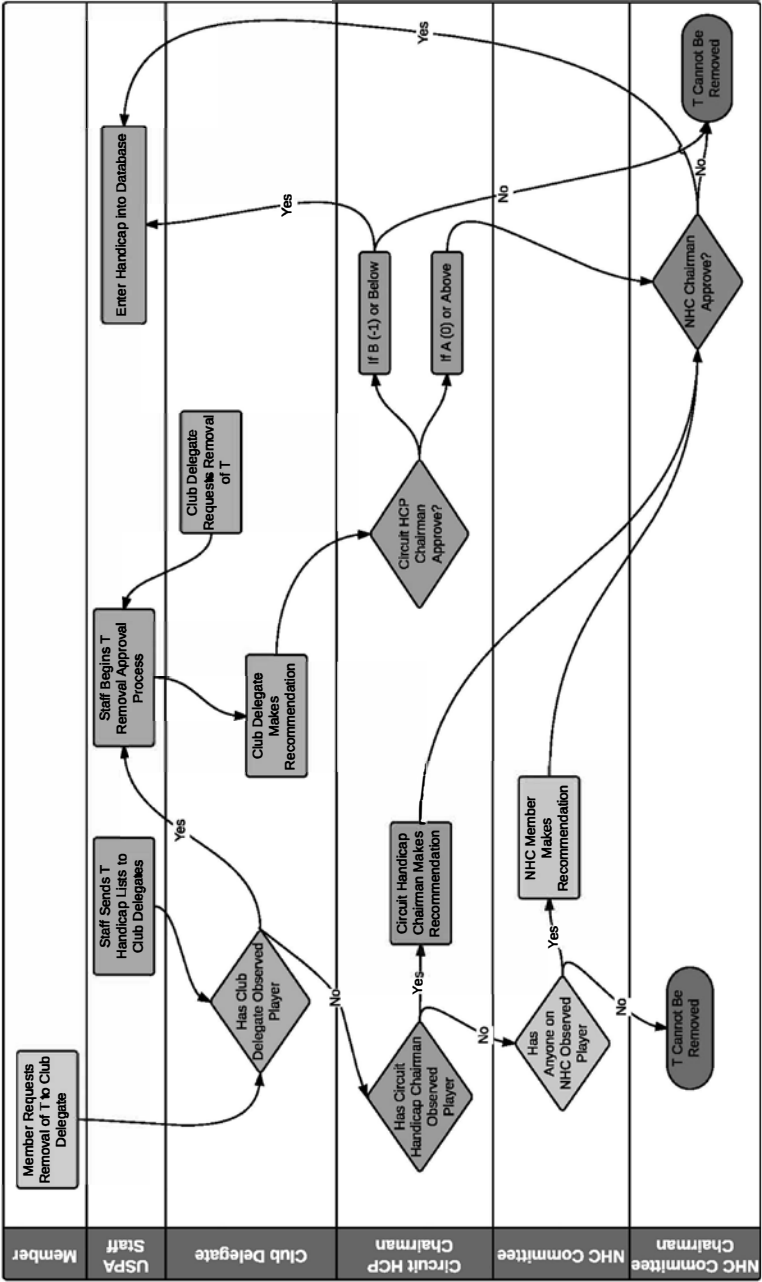 Member
USPA
Staff
Club Delegate
Circuit HCP
Chairman
NHC Committee
NHC Committee
Chairman
Member Requests
Removal of T to Club
Delegate
Staff Sends T
Handicap Lists to
Club Delegates
Staff Begins T
Removal Approval
Process
Enter Handicap into Database
Has Club
Delegate Observed
Player
Yes
No
Club Delegate
Makes
Recommendation
Club Delegate
Requests Removal
of T
Yes
Has Circuit
Handicap Chairman
Observed
Player
Yes
No
Circuit Handicap
Chairman Makes
Recommendation
Circuit HCP
Chairman
Approve?
If B (-1) or Below
If A (0) or Above
Yes
No
Has
Anyone on
NHC Observed
Player
Yes
No
NHC Member
Makes
Recommendation
T Cannot Be
Removed
NHC Chairman
Approve?
No
T Cannot Be
Removed